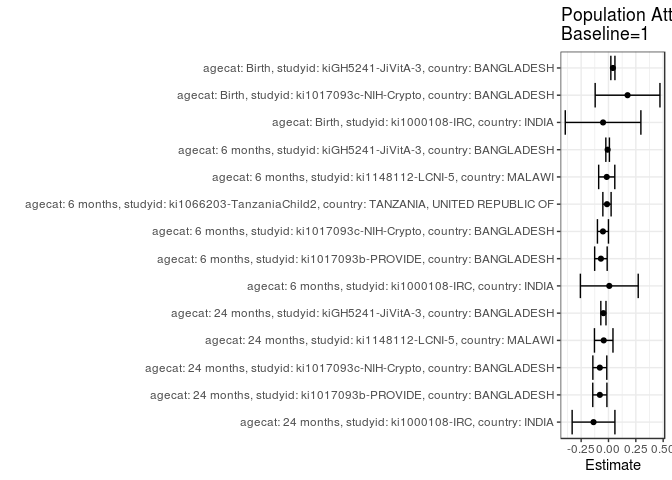 Population Att
Baseline=1
agecat: Birth, studyid: kiGH5241-JiVitA-3, country: BANGLADESH
agecat: Birth, studyid: ki1017093c-NIH-Crypto, country: BANGLADESH
agecat: Birth, studyid: ki1000108-IRC, country: INDIA
agecat: 6 months, studyid: kiGH5241-JiVitA-3, country: BANGLADESH
agecat: 6 months, studyid: ki1148112-LCNI-5, country: MALAWI
agecat: 6 months, studyid: ki1066203-TanzaniaChild2, country: TANZANIA, UNITED REPUBLIC OF
agecat: 6 months, studyid: ki1017093c-NIH-Crypto, country: BANGLADESH
agecat: 6 months, studyid: ki1017093b-PROVIDE, country: BANGLADESH
agecat: 6 months, studyid: ki1000108-IRC, country: INDIA
agecat: 24 months, studyid: kiGH5241-JiVitA-3, country: BANGLADESH
agecat: 24 months, studyid: ki1148112-LCNI-5, country: MALAWI
agecat: 24 months, studyid: ki1017093c-NIH-Crypto, country: BANGLADESH
agecat: 24 months, studyid: ki1017093b-PROVIDE, country: BANGLADESH
agecat: 24 months, studyid: ki1000108-IRC, country: INDIA
-0.25 0.00 0.25 0.50
Estimate